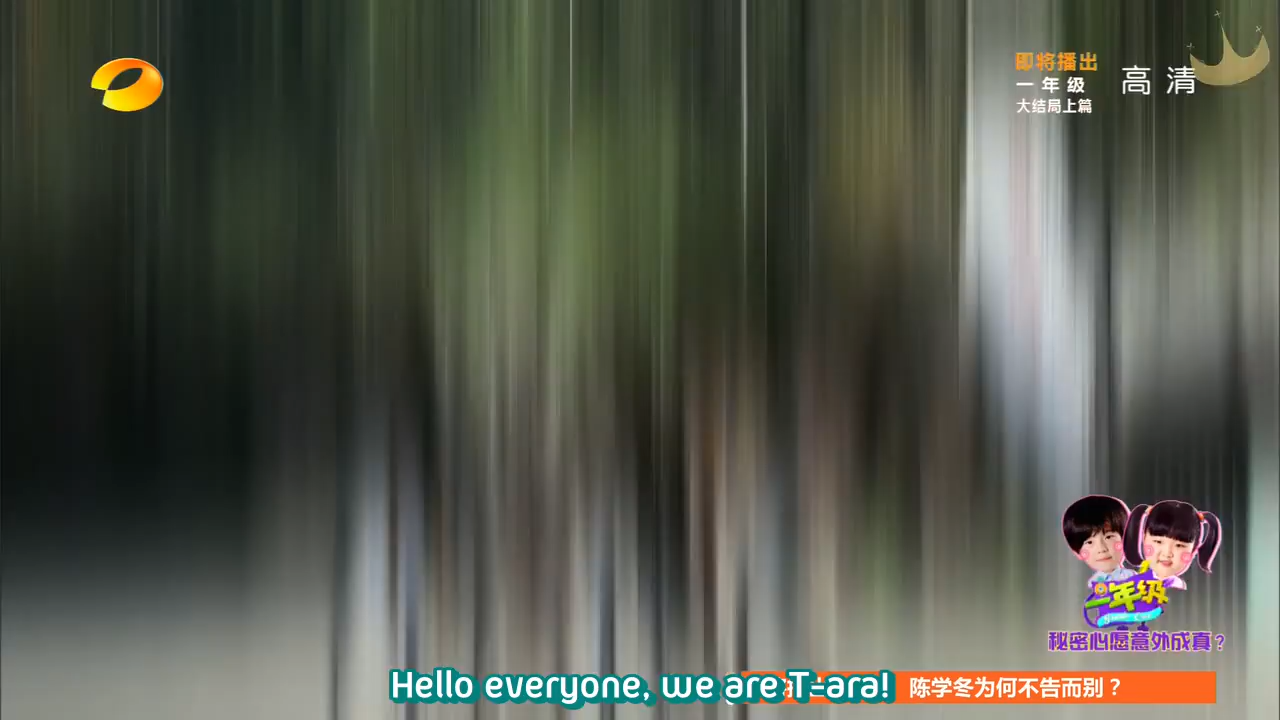 即将播出
一年级
大结局上篇
高清
一年级
秘密心愿意外成真？
Hello everyone, we are T-ara!
陈学冬为何不告而别？